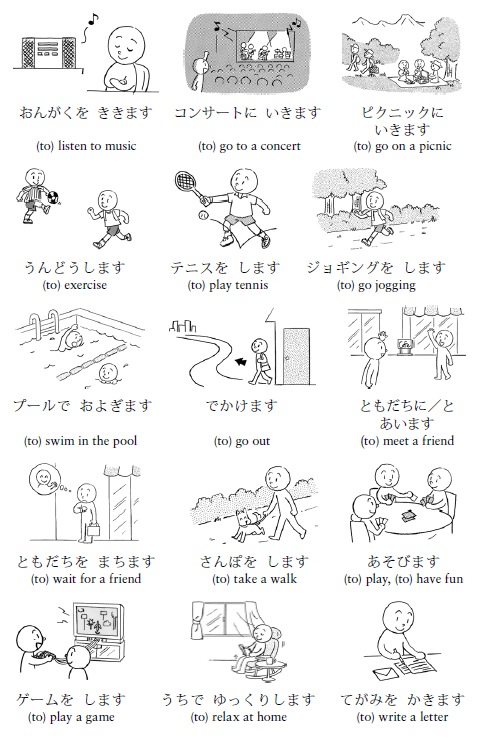 おんがくを ききます
(to) listen to music
コンサートに いきます
(to) go to a concert
ピクニックに
いきます
(to) go on a picnic
うんどうします
(to) exercise
テニスを します
(to) play tennis
ジョギングを します
(to) go jogging
プールで およぎます
(to) swim in the pool
でかけます
(to) go out
ともだちに／と
あいます
(to) meet a friend
ともだちを まちます
(to) wait for a friend
さんぽを します
(to) take a walk
あそびます
(to) play, (to) have fun
ゲームを します
(to) play a game
うちで ゆっくりします
(to) relax at home
てがみを かきます
(to) write a letter